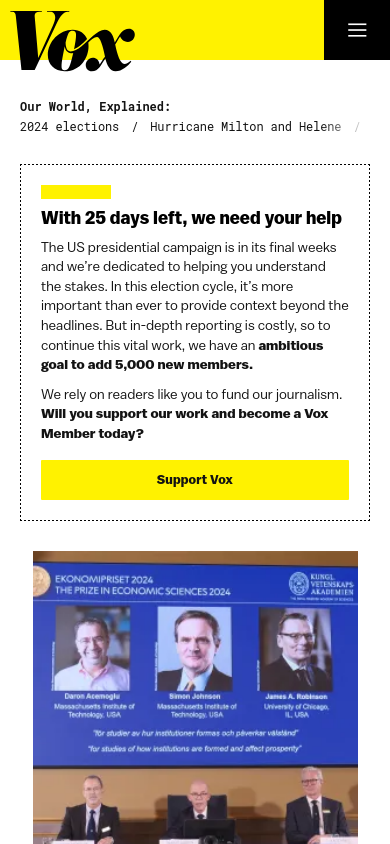 Vox
Our World, Explained:
2024 elections / Hurricane Milton and Helene /
With 25 days left, we need your help
The US presidential campaign is in its final weeks
and we're dedicated to helping you understand
the stakes. In this election cycle, it's more
important than ever to provide context beyond the
headlines. But in-depth reporting is costly, so to
continue this vital work, we have an ambitious
goal to add 5,000 new members.
We rely on readers like you to fund our journalism.
Will you support our work and become a Vox
Member today?
Support Vox
EKONOMIPRISET 2024
THE PRIZE IN ECONOMIC SCIENCES 2024
KUNGL.
VETENSKAPS
AKADEMIEN
Daron Acemoglu
Massachusetts Institute of
Technology, USA
Simon Johnson
Massachusetts Institute of
Technology, USA
James A. Robinson
University of Chicago,
IL, USA
"för studier av hur institutioner formas och påverkar välstånd"
"for studies of how institutions are formed and affect prosperity"